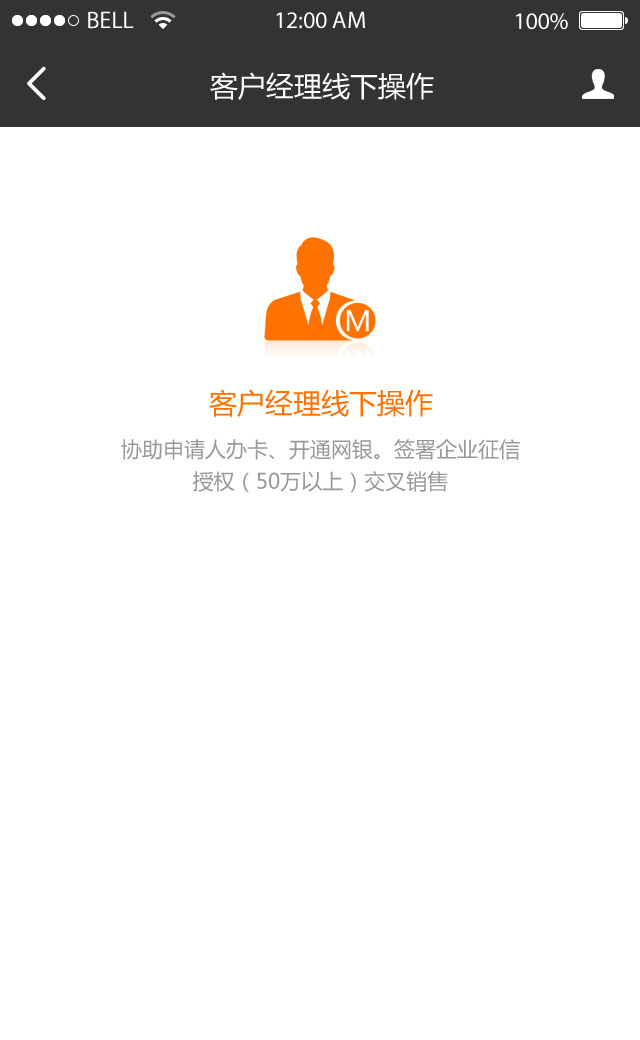 BELL 12:00 AM 100%
客户经理线下操作
M
客户经理线下操作
协助申请人办卡、开通网银。签署企业征信
授权（50万以上）交叉销售